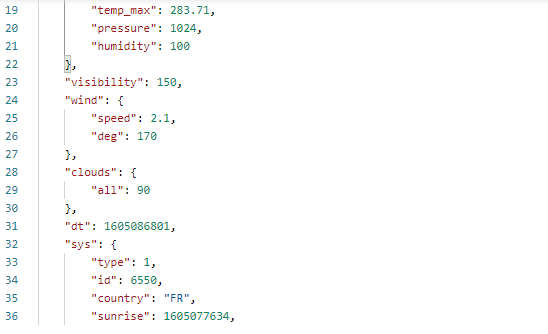 19 "temp_max": 283.71,
20 "pressure": 1024,
21 "humidity": 100
22 },
23 "visibility": 150,
24 "wind": {
25 "speed": 2.1,
26 "deg": 170
27 },
28 "clouds": {
29 "all": 90
30 },
31 "dt": 1605086801,
32 "sys": {
33 "type": 1,
34 "id": 6550,
35 "country": "FR",
36 "sunrise": 1605077634,